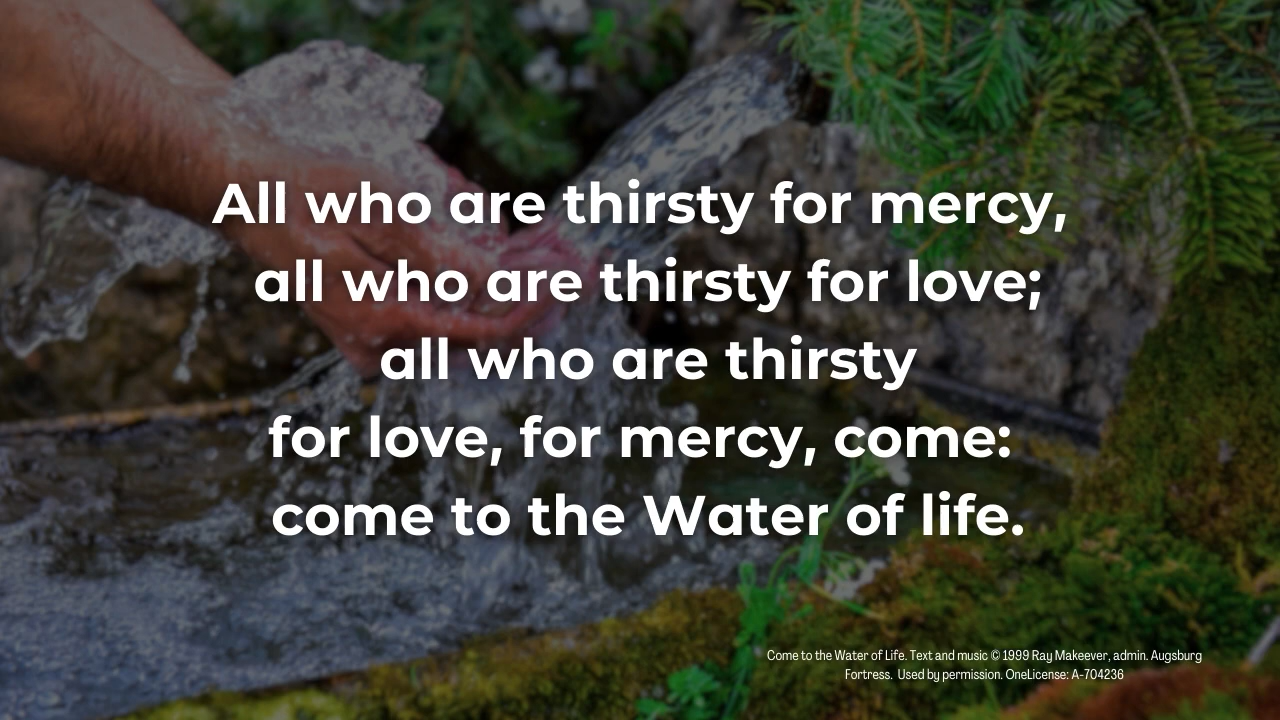 All who are thirsty for mercy,
all who are thirsty for love;
all who are thirsty
for love, for mercy, come:
come to the Water of life.
Come to the Water of Life. Text and music © 1999 Ray Makeever, admin. Augsburg
Fortress.  Used by permission. OneLicense: A-704236